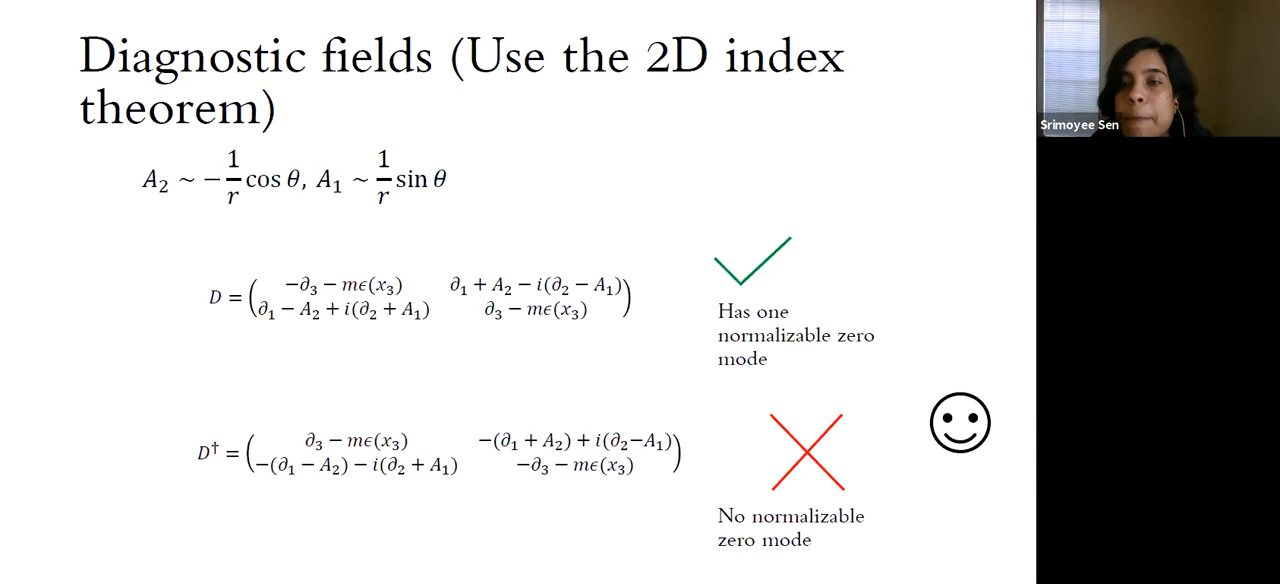 Diagnostic fields (Use the 2D index
theorem)
A₂ ~ −1/r cos θ, A₁ ~ 1/r sin θ
D = ( −∂₃ − mϵ(x₃) ∂₁ + A₂ − i(∂₂ − A₁) )
( ∂₁ − A₂ + i(∂₂ + A₁) ∂₃ − mϵ(x₃) )
Has one
normalizable zero
mode
D† = ( ∂₃ − mϵ(x₃) −(∂₁ + A₂) + i(∂₂−A₁) )
( −(∂₁ − A₂) − i(∂₂ + A₁) −∂₃ − mϵ(x₃) )
No normalizable
zero mode
Srimoyee Sen